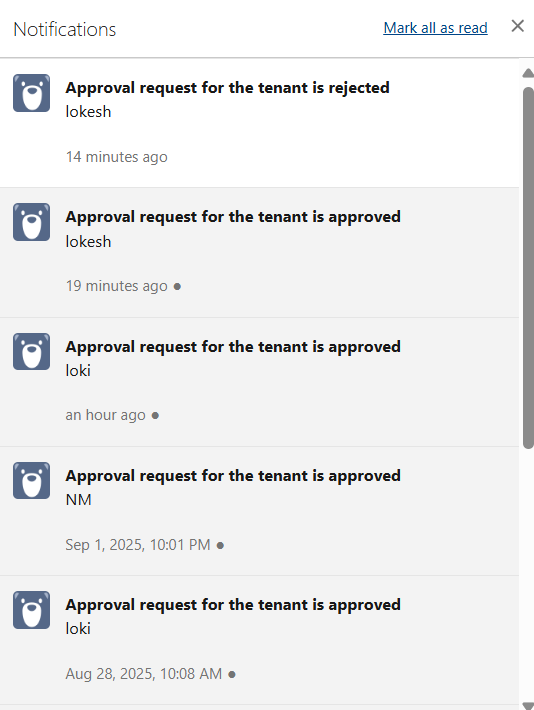 Notifications
Mark all as read
Approval request for the tenant is rejected
lokesh
14 minutes ago
Approval request for the tenant is approved
lokesh
19 minutes ago
Approval request for the tenant is approved
loki
an hour ago
Approval request for the tenant is approved
NM
Sep 1, 2025, 10:01 PM
Approval request for the tenant is approved
loki
Aug 28, 2025, 10:08 AM